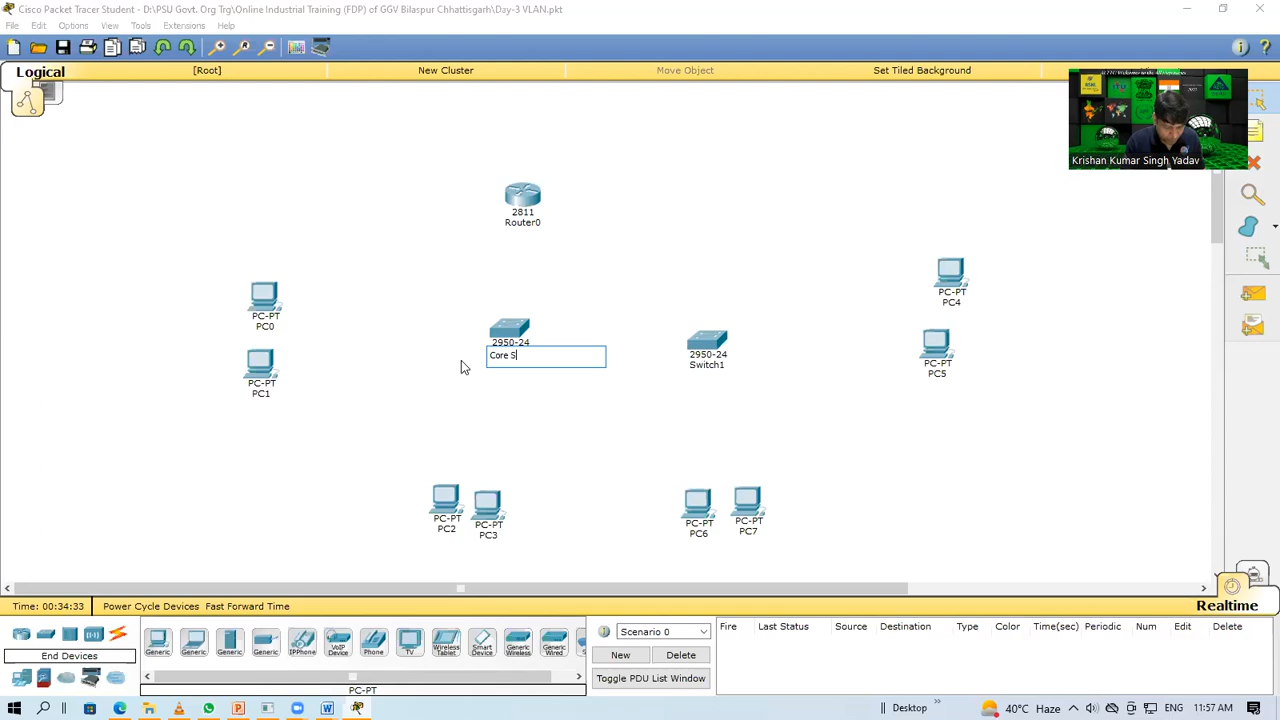 Cisco Packet Tracer Student - D:\PSU Govt. Org Trg\Online Industrial Training (FDP) of GGV Bilaspur Chhattisgarh\Day-3 VLAN.pkt
File Edit Options View Tools Extensions Help
Logical [Root] New Cluster Move Object Set Tiled Background
Krishan Kumar Singh Yadav
2811
Router0
PC-PT
PC4
PC-PT
PC0
2950-24
Core S
2950-24
Switch1
PC-PT
PC5
PC-PT
PC1
PC-PT
PC2
PC-PT
PC3
PC-PT
PC6
PC-PT
PC7
Realtime
Time: 00:34:33 Power Cycle Devices Fast Forward Time
End Devices
Generic Generic Generic Generic IPPhone VoIP Device Phone TV Wireless Tablet Smart Device Generic Wireless Generic Wired
PC-PT
Scenario 0
New Delete
Toggle PDU List Window
Fire Last Status Source Destination Type Color Time(sec) Periodic Num Edit Delete
Desktop 40°C Haze ENG 11:57 AM